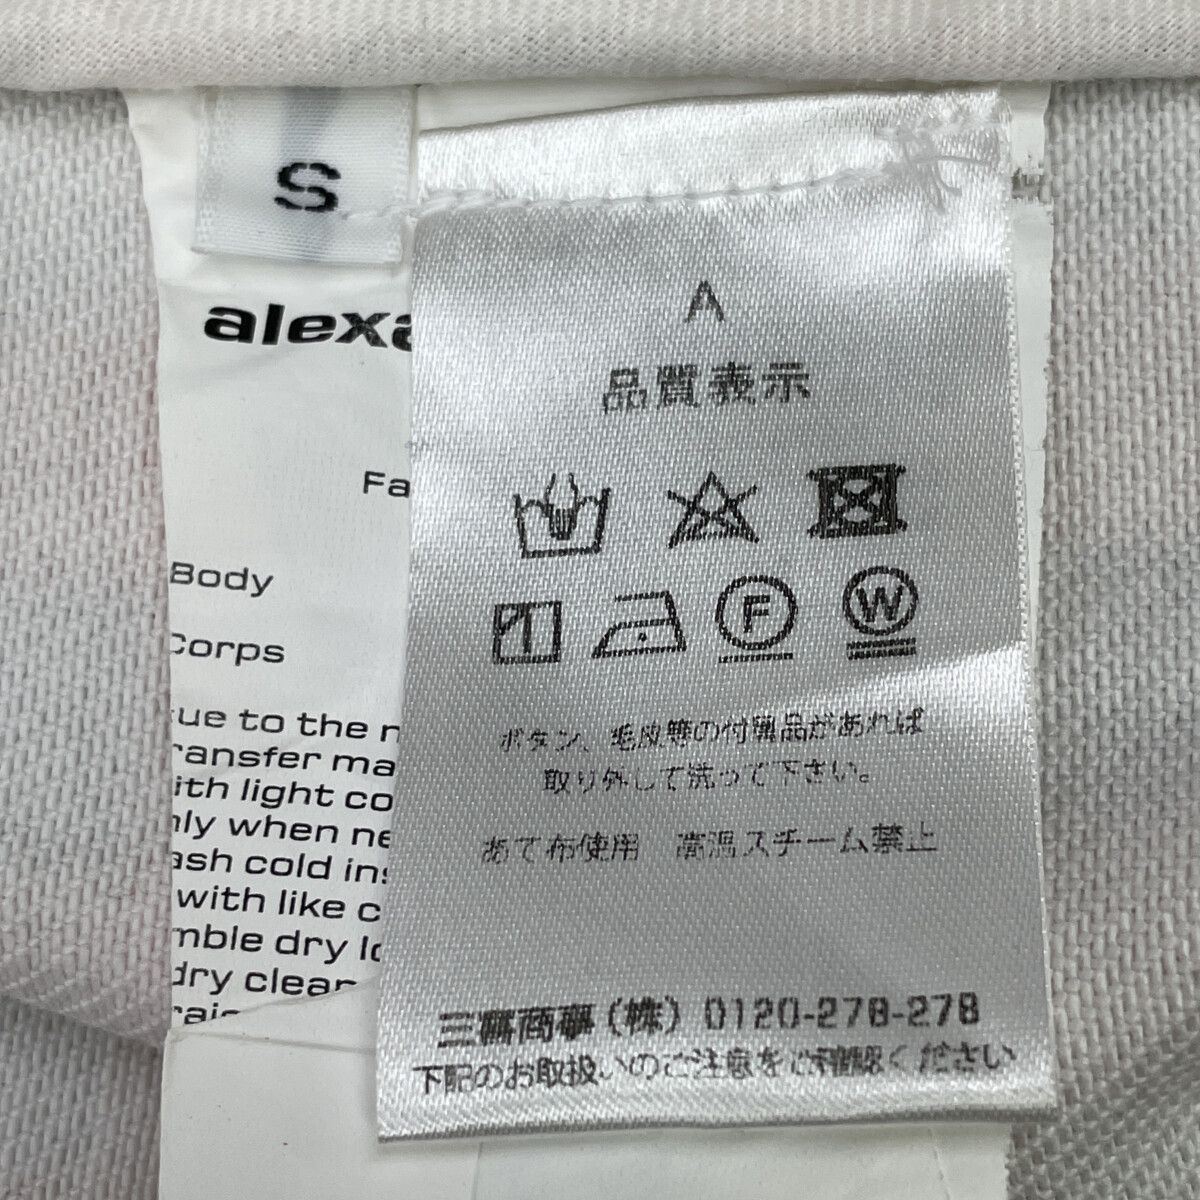 S
alexa
Fa
Body
Corps
ue to the n
ransfer ma
ith light co
nly when ne
ash cold ins
with like c
mble dry lo
dry clean
A
品質表示
F
W
ボタン、毛皮等の付属品があれば
取り外して洗って下さい。
あて布使用 高温スチーム禁止
三喜商事(株) 0120-278-278
下記のお取扱いのご注意をご確認ください